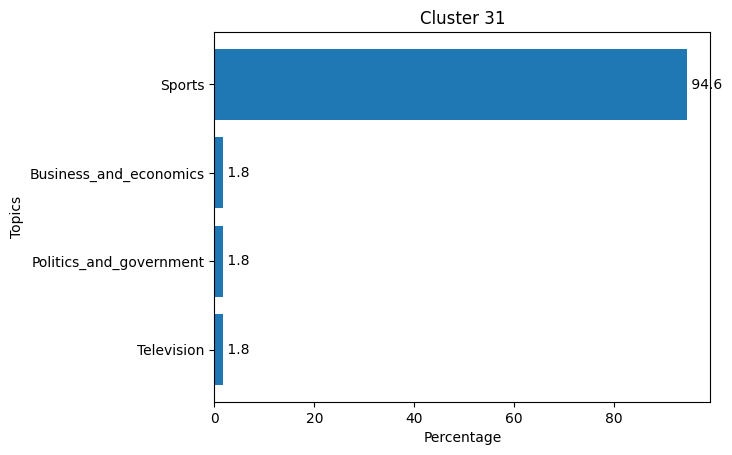 Cluster 31
Sports
94.6
Business_and_economics
1.8
Politics_and_government
1.8
Television
1.8
Topics
0 20 40 60 80
Percentage